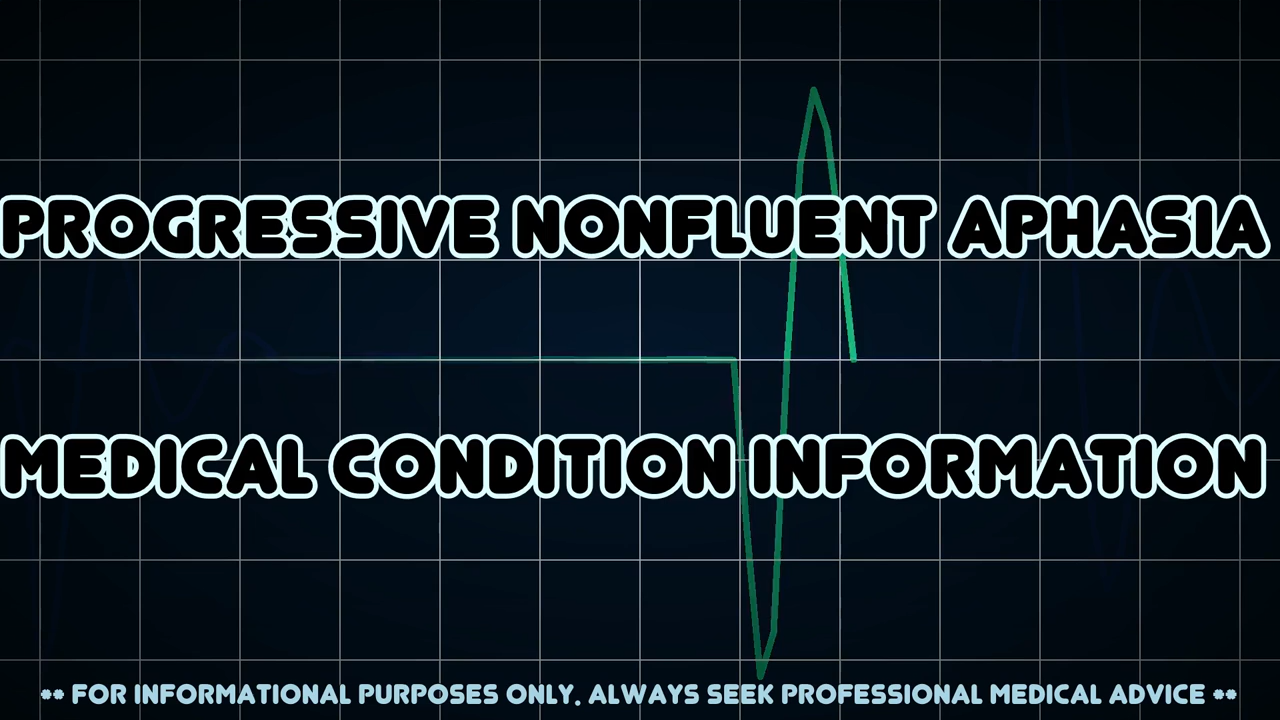 PROGRESSIVE NONFLUENT APHASIA
MEDICAL CONDITION INFORMATION
** FOR INFORMATIONAL PURPOSES ONLY. ALWAYS SEEK PROFESSIONAL MEDICAL ADVICE **